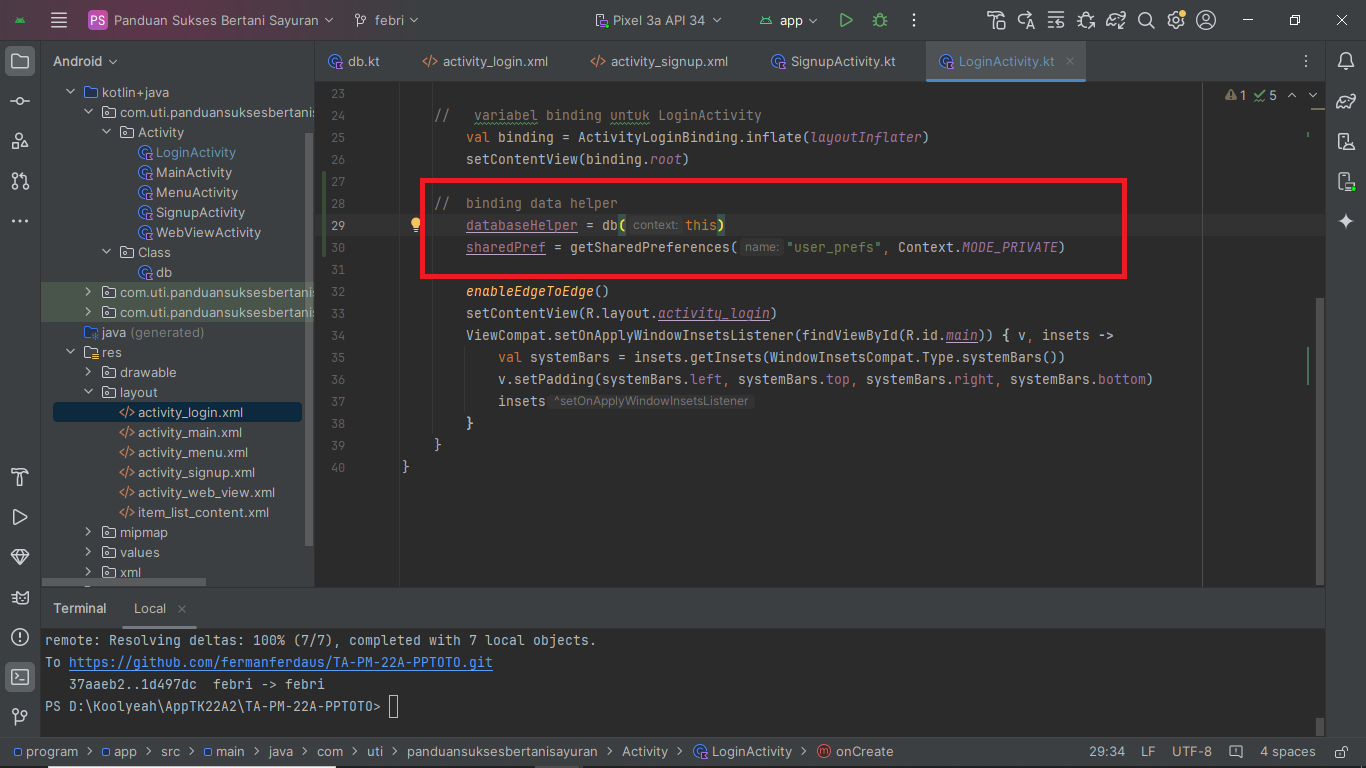 PS Panduan Sukses Bertani Sayuran febri Pixel 3a API 34 app
Android
db.kt activity_login.xml activity_signup.xml SignupActivity.kt LoginActivity.kt
kotlin+java
com.uti.panduansuksesbertanis
Activity
LoginActivity
MainActivity
MenuActivity
SignupActivity
WebViewActivity
Class
db
com.uti.panduansuksesbertanis
com.uti.panduansuksesbertanis
java (generated)
res
drawable
layout
activity_login.xml
activity_main.xml
activity_menu.xml
activity_signup.xml
activity_web_view.xml
item_list_content.xml
mipmap
values
xml
1 5
23
24 // variabel binding untuk LoginActivity
25 val binding = ActivityLoginBinding.inflate(layoutInflater)
26 setContentView(binding.root)
27
28 // binding data helper
29 databaseHelper = db( context: this)
30 sharedPref = getSharedPreferences( name: "user_prefs", Context.MODE_PRIVATE)
31
32 enableEdgeToEdge()
33 setContentView(R.layout.activity_login)
34 ViewCompat.setOnApplyWindowInsetsListener(findViewById(R.id.main)) { v, insets ->
35 val systemBars = insets.getInsets(WindowInsetsCompat.Type.systemBars())
36 v.setPadding(systemBars.left, systemBars.top, systemBars.right, systemBars.bottom)
37 insets ^setOnApplyWindowInsetsListener
38 }
39 }
40 }
Terminal Local
remote: Resolving deltas: 100% (7/7), completed with 7 local objects.
To https://github.com/fermanferdaus/TA-PM-22A-PPTOTO.git
37aaeb2..1d497dc febri -> febri
PS D:\Koolyeah\AppTK22A2\TA-PM-22A-PPTOTO>
program > app > src > main > java > com > uti > panduansuksesbertanisayuran > Activity > LoginActivity > onCreate 29:34 LF UTF-8 4 spaces